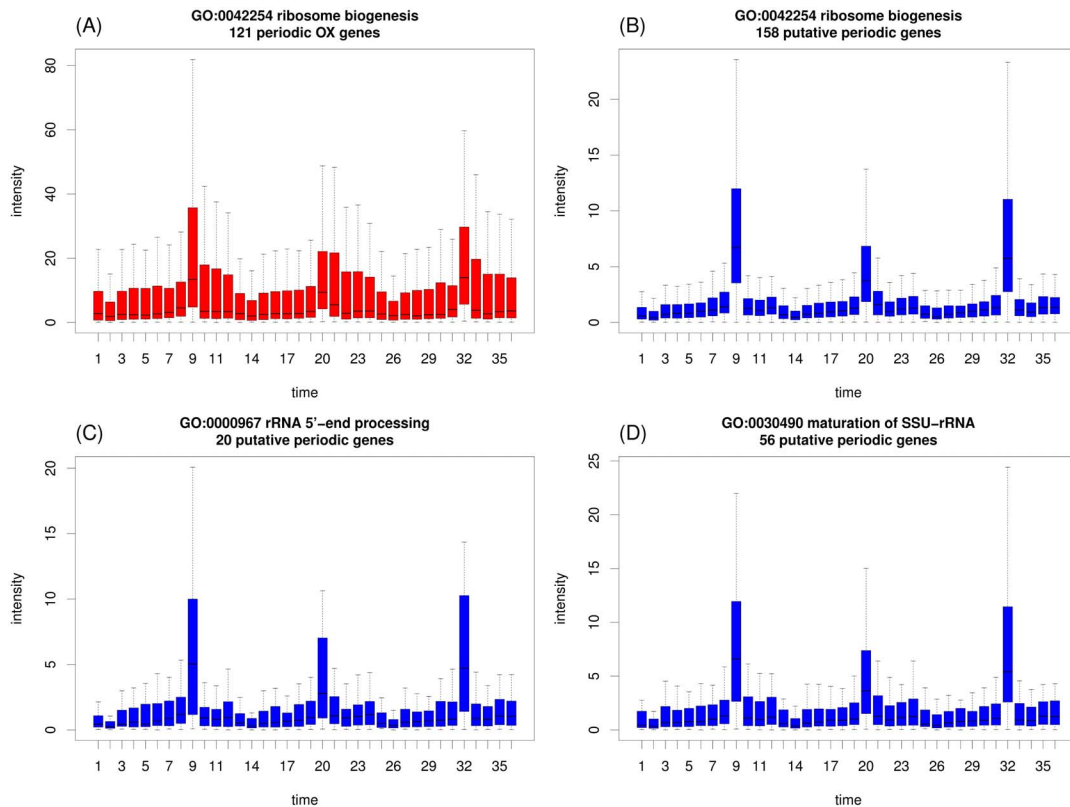 (A)
GO:0042254 ribosome biogenesis
121 periodic OX genes
intensity
80
60
40
20
0
1 3 5 7 9 11 14 17 20 23 26 29 32 35
time
(B)
GO:0042254 ribosome biogenesis
158 putative periodic genes
intensity
20
15
10
5
0
1 3 5 7 9 11 14 17 20 23 26 29 32 35
time
(C)
GO:0000967 rRNA 5’−end processing
20 putative periodic genes
intensity
20
15
10
5
0
1 3 5 7 9 11 14 17 20 23 26 29 32 35
time
(D)
GO:0030490 maturation of SSU−rRNA
56 putative periodic genes
intensity
25
20
15
10
5
0
1 3 5 7 9 11 14 17 20 23 26 29 32 35
time